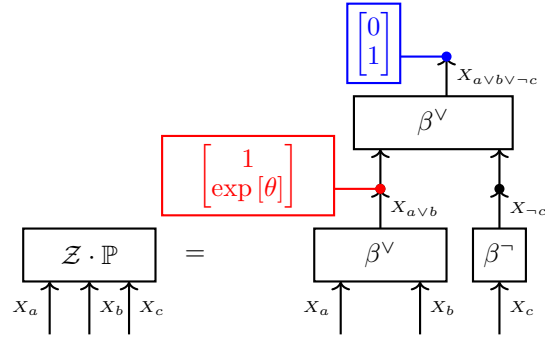 [0
1]
X_{a∨b∨¬c}
β^∨
[1
exp [θ]]
X_{a∨b}
X_{¬c}
𝒵 · ℙ
=
β^∨
β^¬
X_a
X_b
X_c
X_a
X_b
X_c